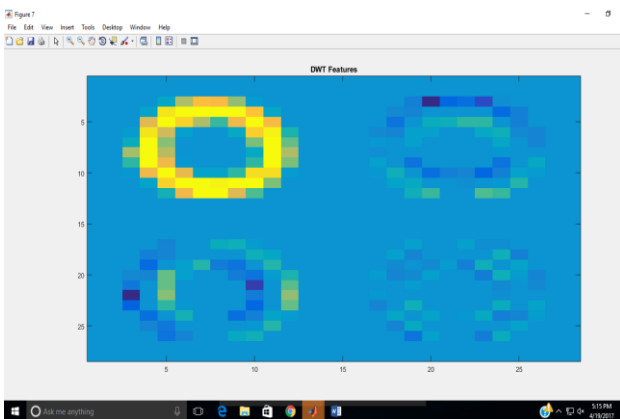 Figure 7
File Edit View Insert Tools Desktop Window Help
DWT Features
5
10
15
20
25
5 10 15 20 25
Ask me anything
5:15 PM
4/19/2017